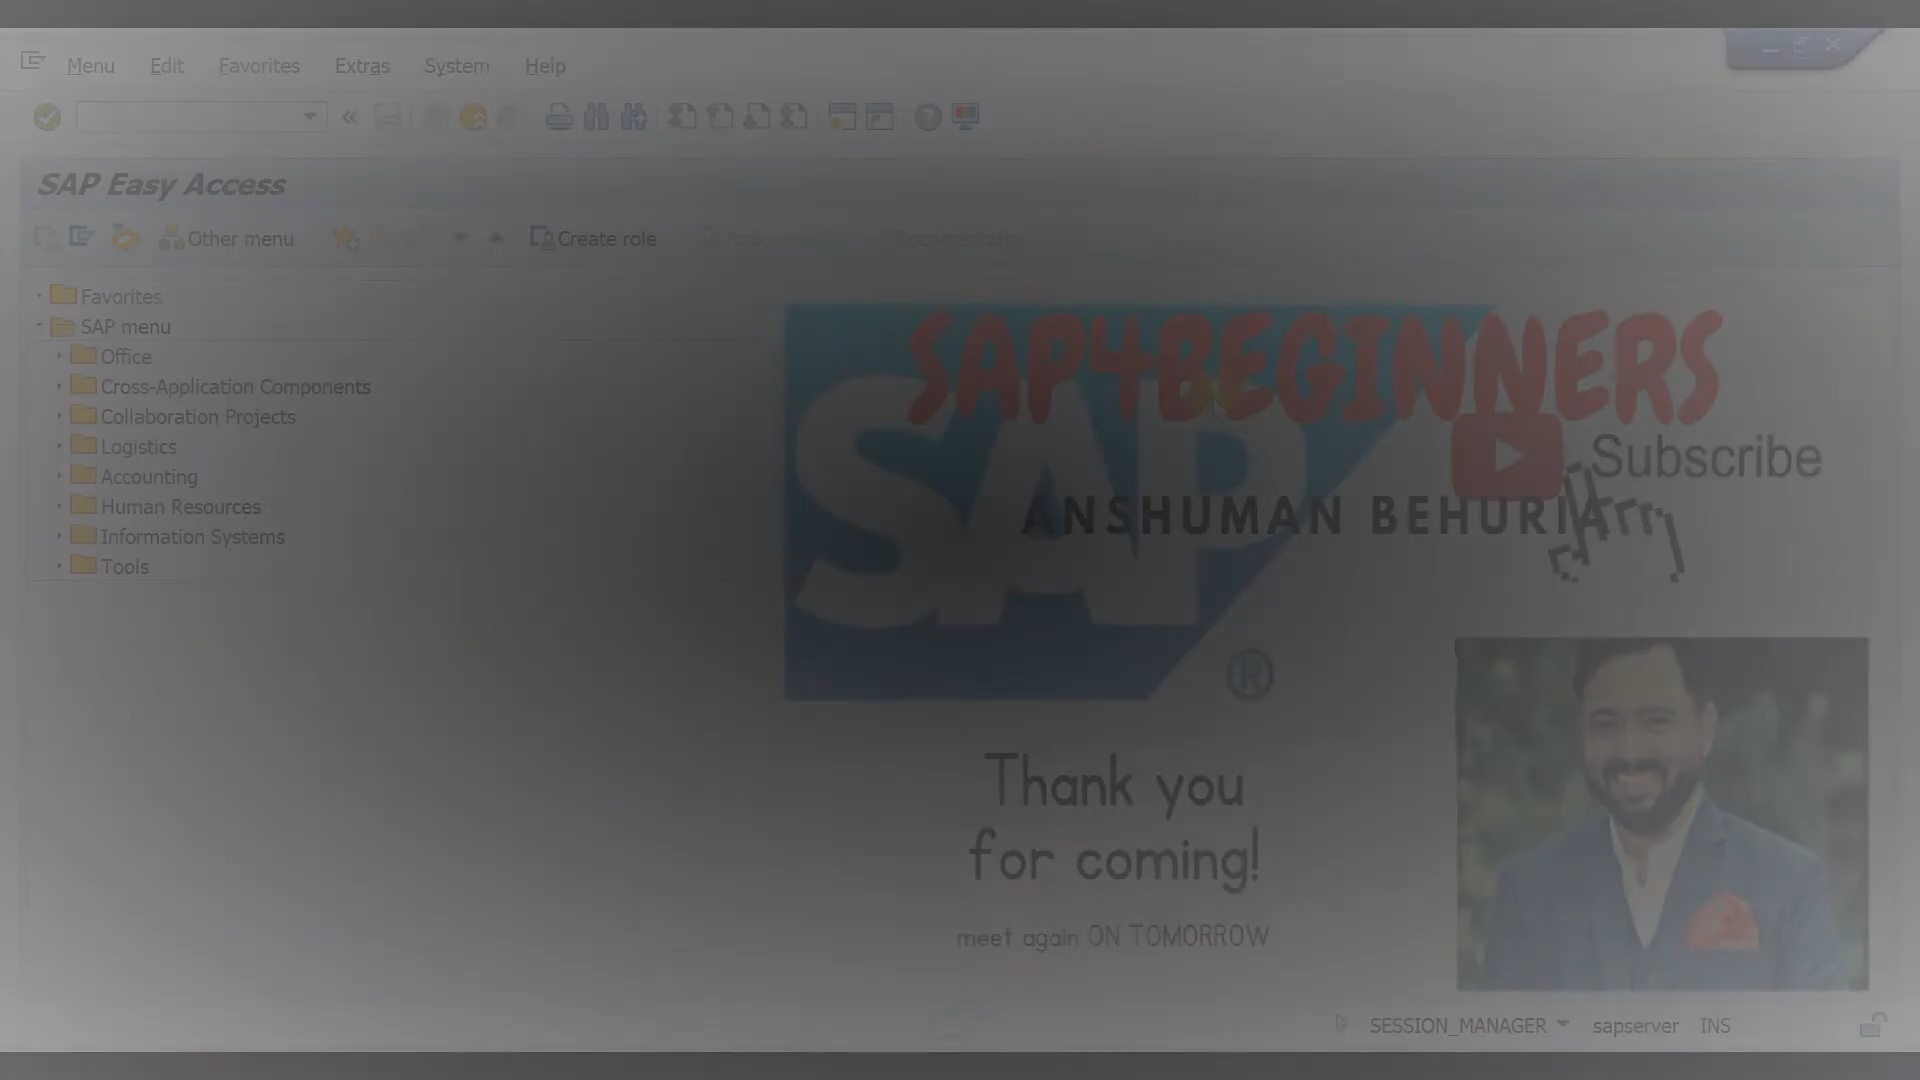 Menu Edit Favorites Extras System Help
SAP Easy Access
Other menu Create role Documentation
Favorites
SAP menu
Office
Cross-Application Components
Collaboration Projects
Logistics
Accounting
Human Resources
Information Systems
Tools
SAP4BEGINNERS
SAP
®
Subscribe
ANSHUMAN BEHURIA
Thank you
for coming!
meet again ON TOMORROW
SESSION_MANAGER sapserver INS